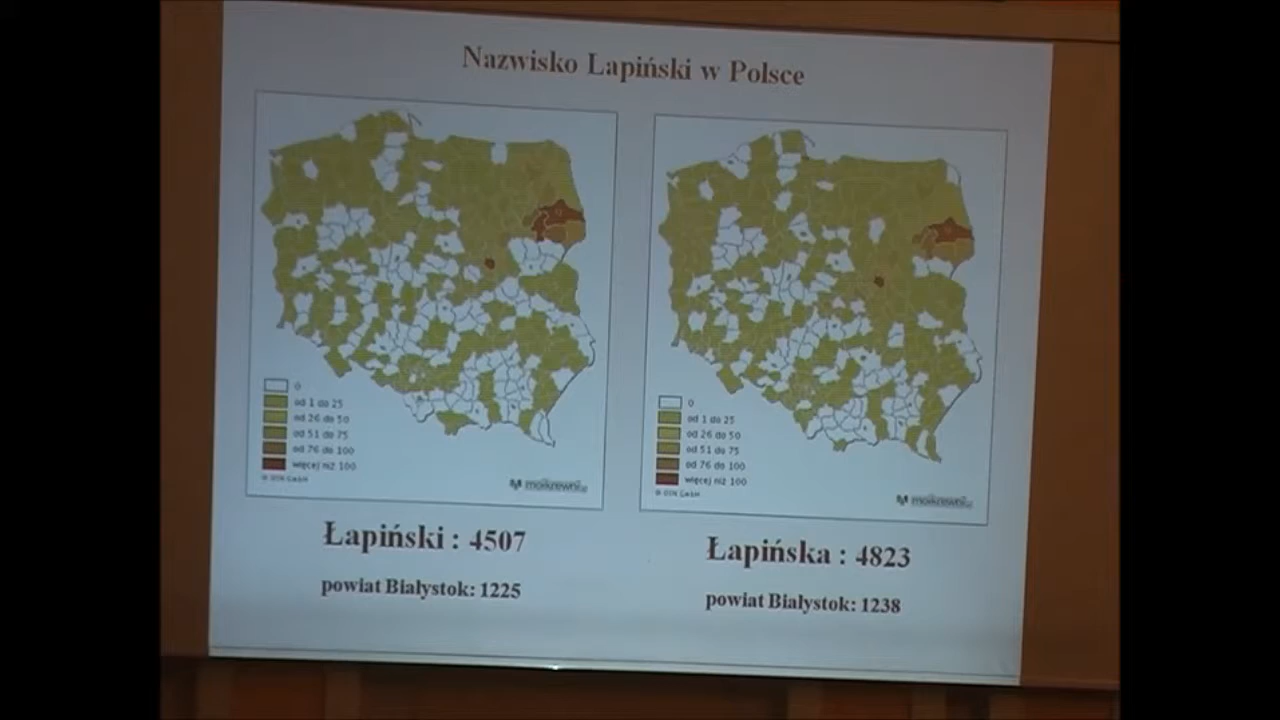 Nazwisko Łapiński w Polsce
0
od 1 do 25
od 26 do 50
od 51 do 75
od 76 do 100
więcej niż 100
moikrewni.pl
Łapiński : 4507
powiat Białystok: 1225
0
od 1 do 25
od 26 do 50
od 51 do 75
od 76 do 100
więcej niż 100
moikrewni.pl
Łapińska : 4823
powiat Białystok: 1238